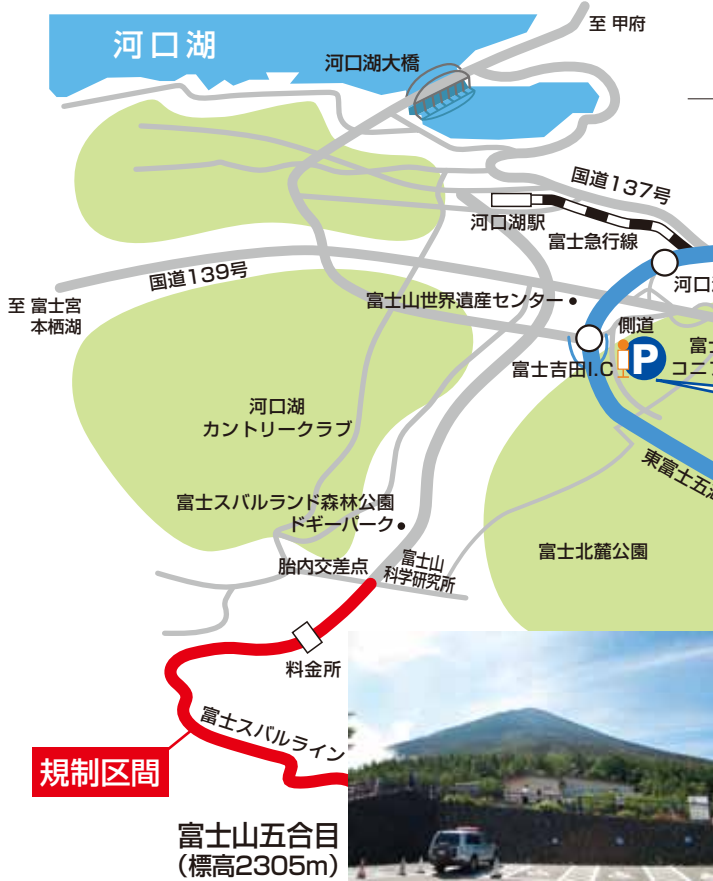 至 甲府
河口湖
河口湖大橋
国道137号
河口湖駅
富士急行線
国道139号
河口
至 富士宮
本栖湖
富士山世界遺産センター
側道
富士
P
富士吉田I.C
コニフ
河口湖
カントリークラブ
東富士五湖
富士スバルランド森林公園
ドギーパーク
富士北麓公園
胎内交差点
富士山
科学研究所
料金所
富士スバルライン
規制区間
富士山五合目
(標高2305m)